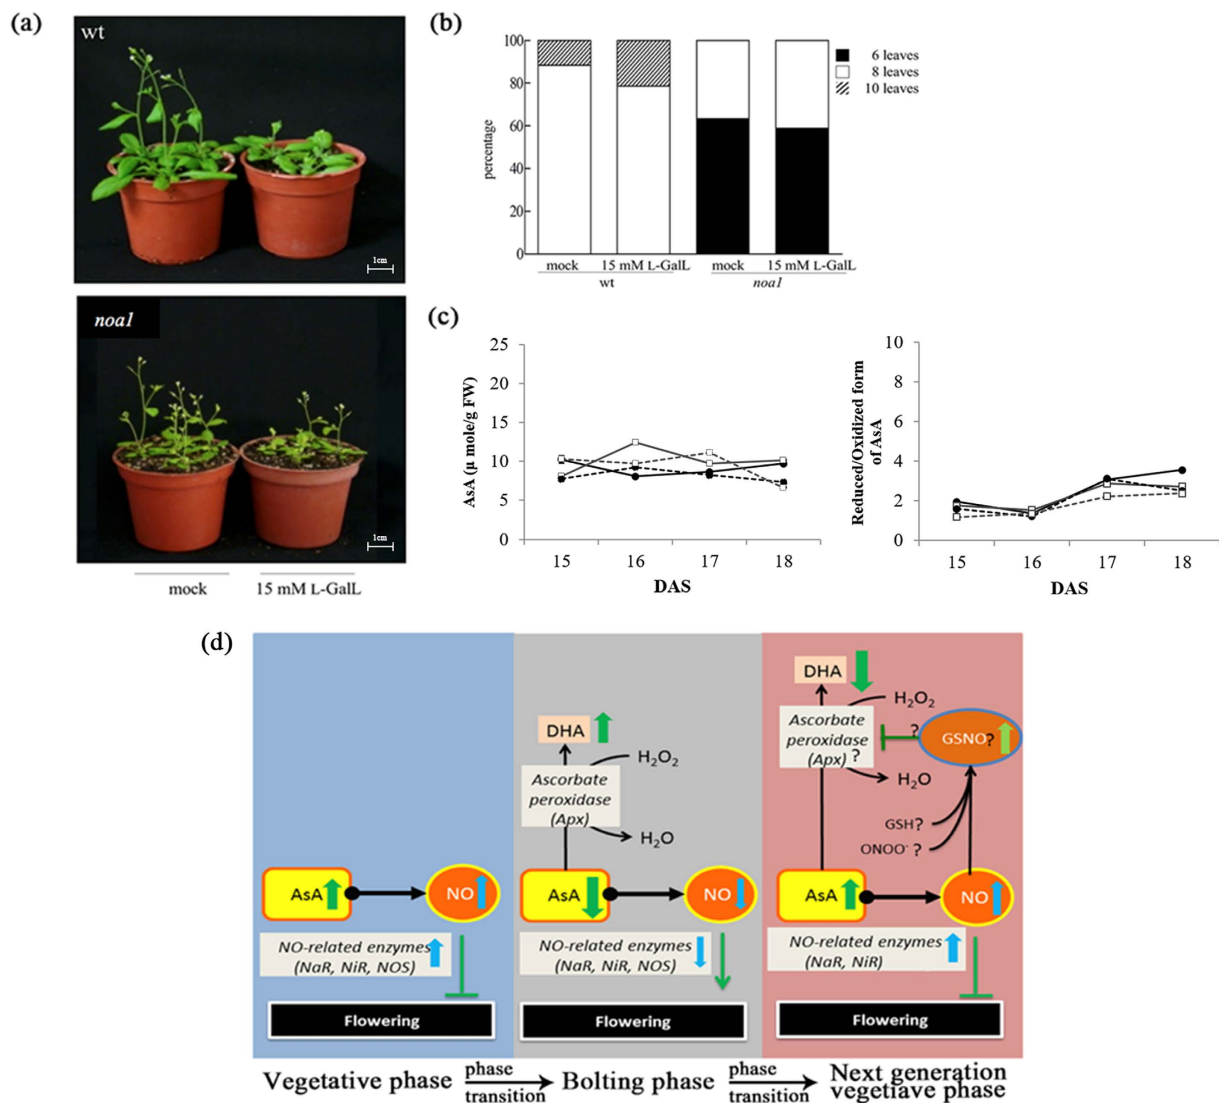 (a)
wt
1cm
noa1
1cm
mock
15 mM L-GalL
(b)
100
80
60
40
20
0
percentage
mock
15 mM L-GalL
mock
15 mM L-GalL
wt
noa1
6 leaves
8 leaves
10 leaves
(c)
25
20
15
10
5
0
AsA (µ mole/g FW)
15
16
17
18
DAS
10
8
6
4
2
0
Reduced/Oxidized form
of AsA
15
16
17
18
DAS
(d)
AsA
NO
NO-related enzymes
(NaR, NiR, NOS)
Flowering
DHA
H₂O₂
Ascorbate
peroxidase
(Apx)
H₂O
AsA
NO
NO-related enzymes
(NaR, NiR, NOS)
Flowering
DHA
H₂O₂
Ascorbate
peroxidase
(Apx) ?
?
GSNO?
H₂O
GSH?
ONOO⁻ ?
AsA
NO
NO-related enzymes
(NaR, NiR)
Flowering
Vegetative phase
phase
transition
Bolting phase
phase
transition
Next generation
vegetiave phase